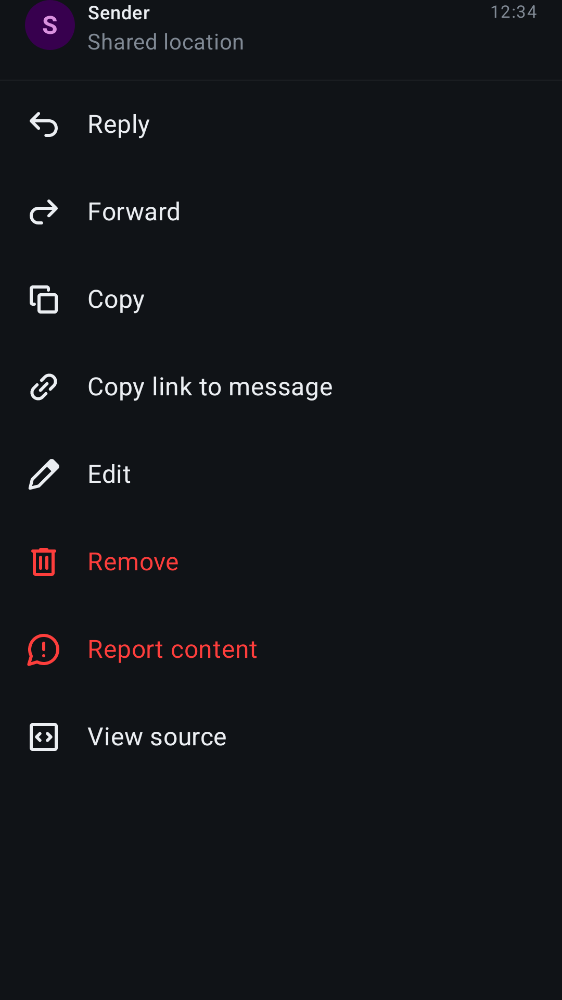 S
Sender
12:34
Shared location
Reply
Forward
Copy
Copy link to message
Edit
Remove
Report content
View source